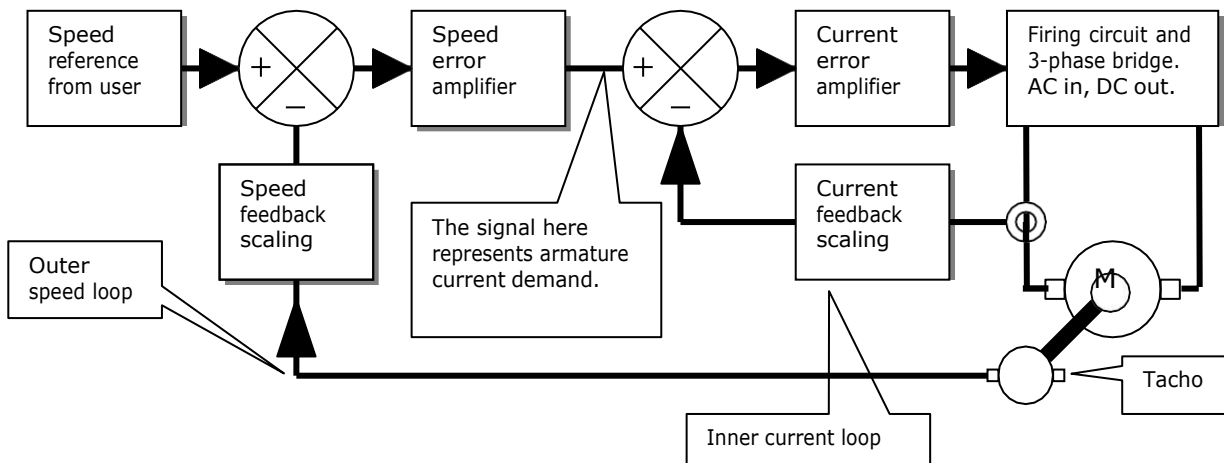 Speed
reference
from user
+
−
Speed
error
amplifier
+
−
Current
error
amplifier
Firing circuit and
3-phase bridge.
AC in, DC out.
Speed
feedback
scaling
The signal here
represents armature
current demand.
Current
feedback
scaling
Outer
speed loop
M
Tacho
Inner current loop